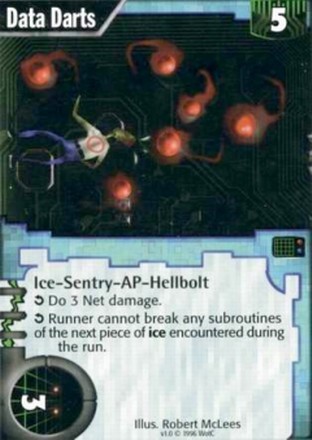 Data Darts
5
Ice-Sentry-AP-Hellbolt
Do 3 Net damage.
Runner cannot break any subroutines
of the next piece of ice encountered during
the run.
3
Illus. Robert McLees
v1.0 © 1996 WotC